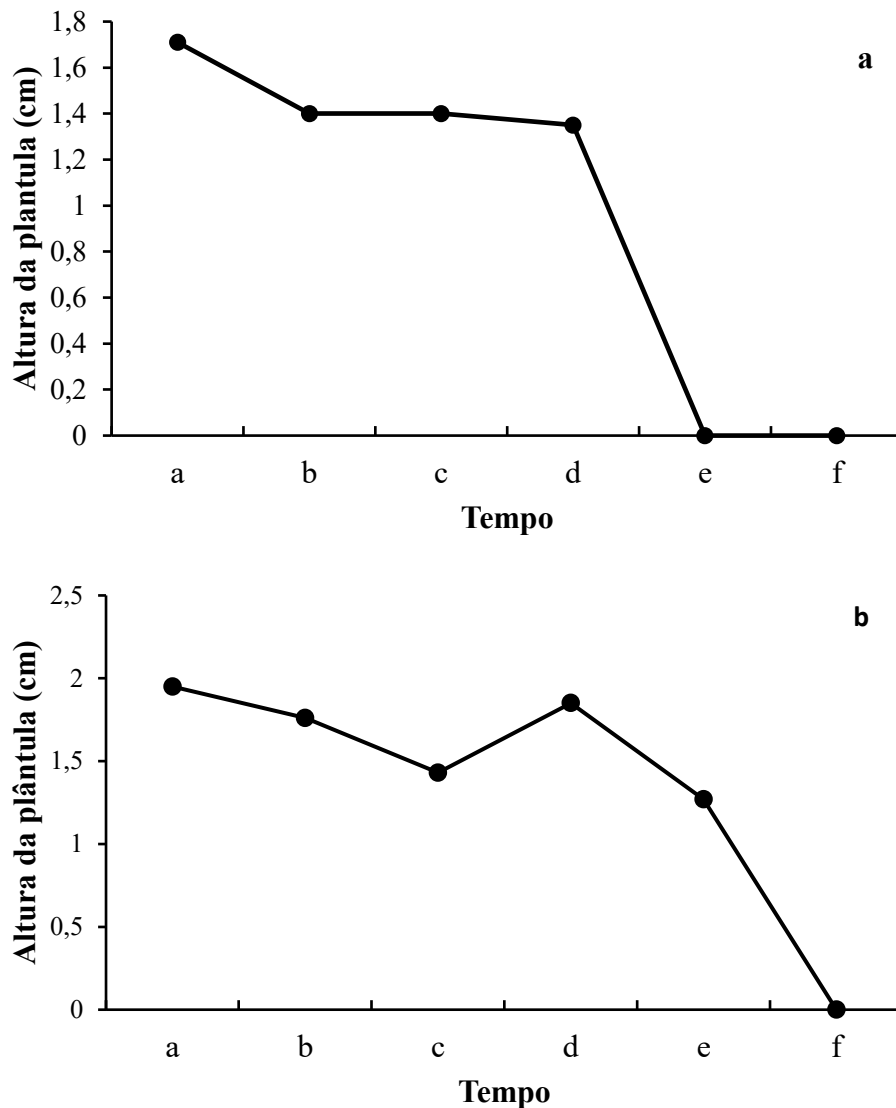 a
Altura da plantula (cm)
1,8
1,6
1,4
1,2
1
0,8
0,6
0,4
0,2
0
a b c d e f
Tempo
b
Altura da plântula (cm)
2,5
2
1,5
1
0,5
0
a b c d e f
Tempo